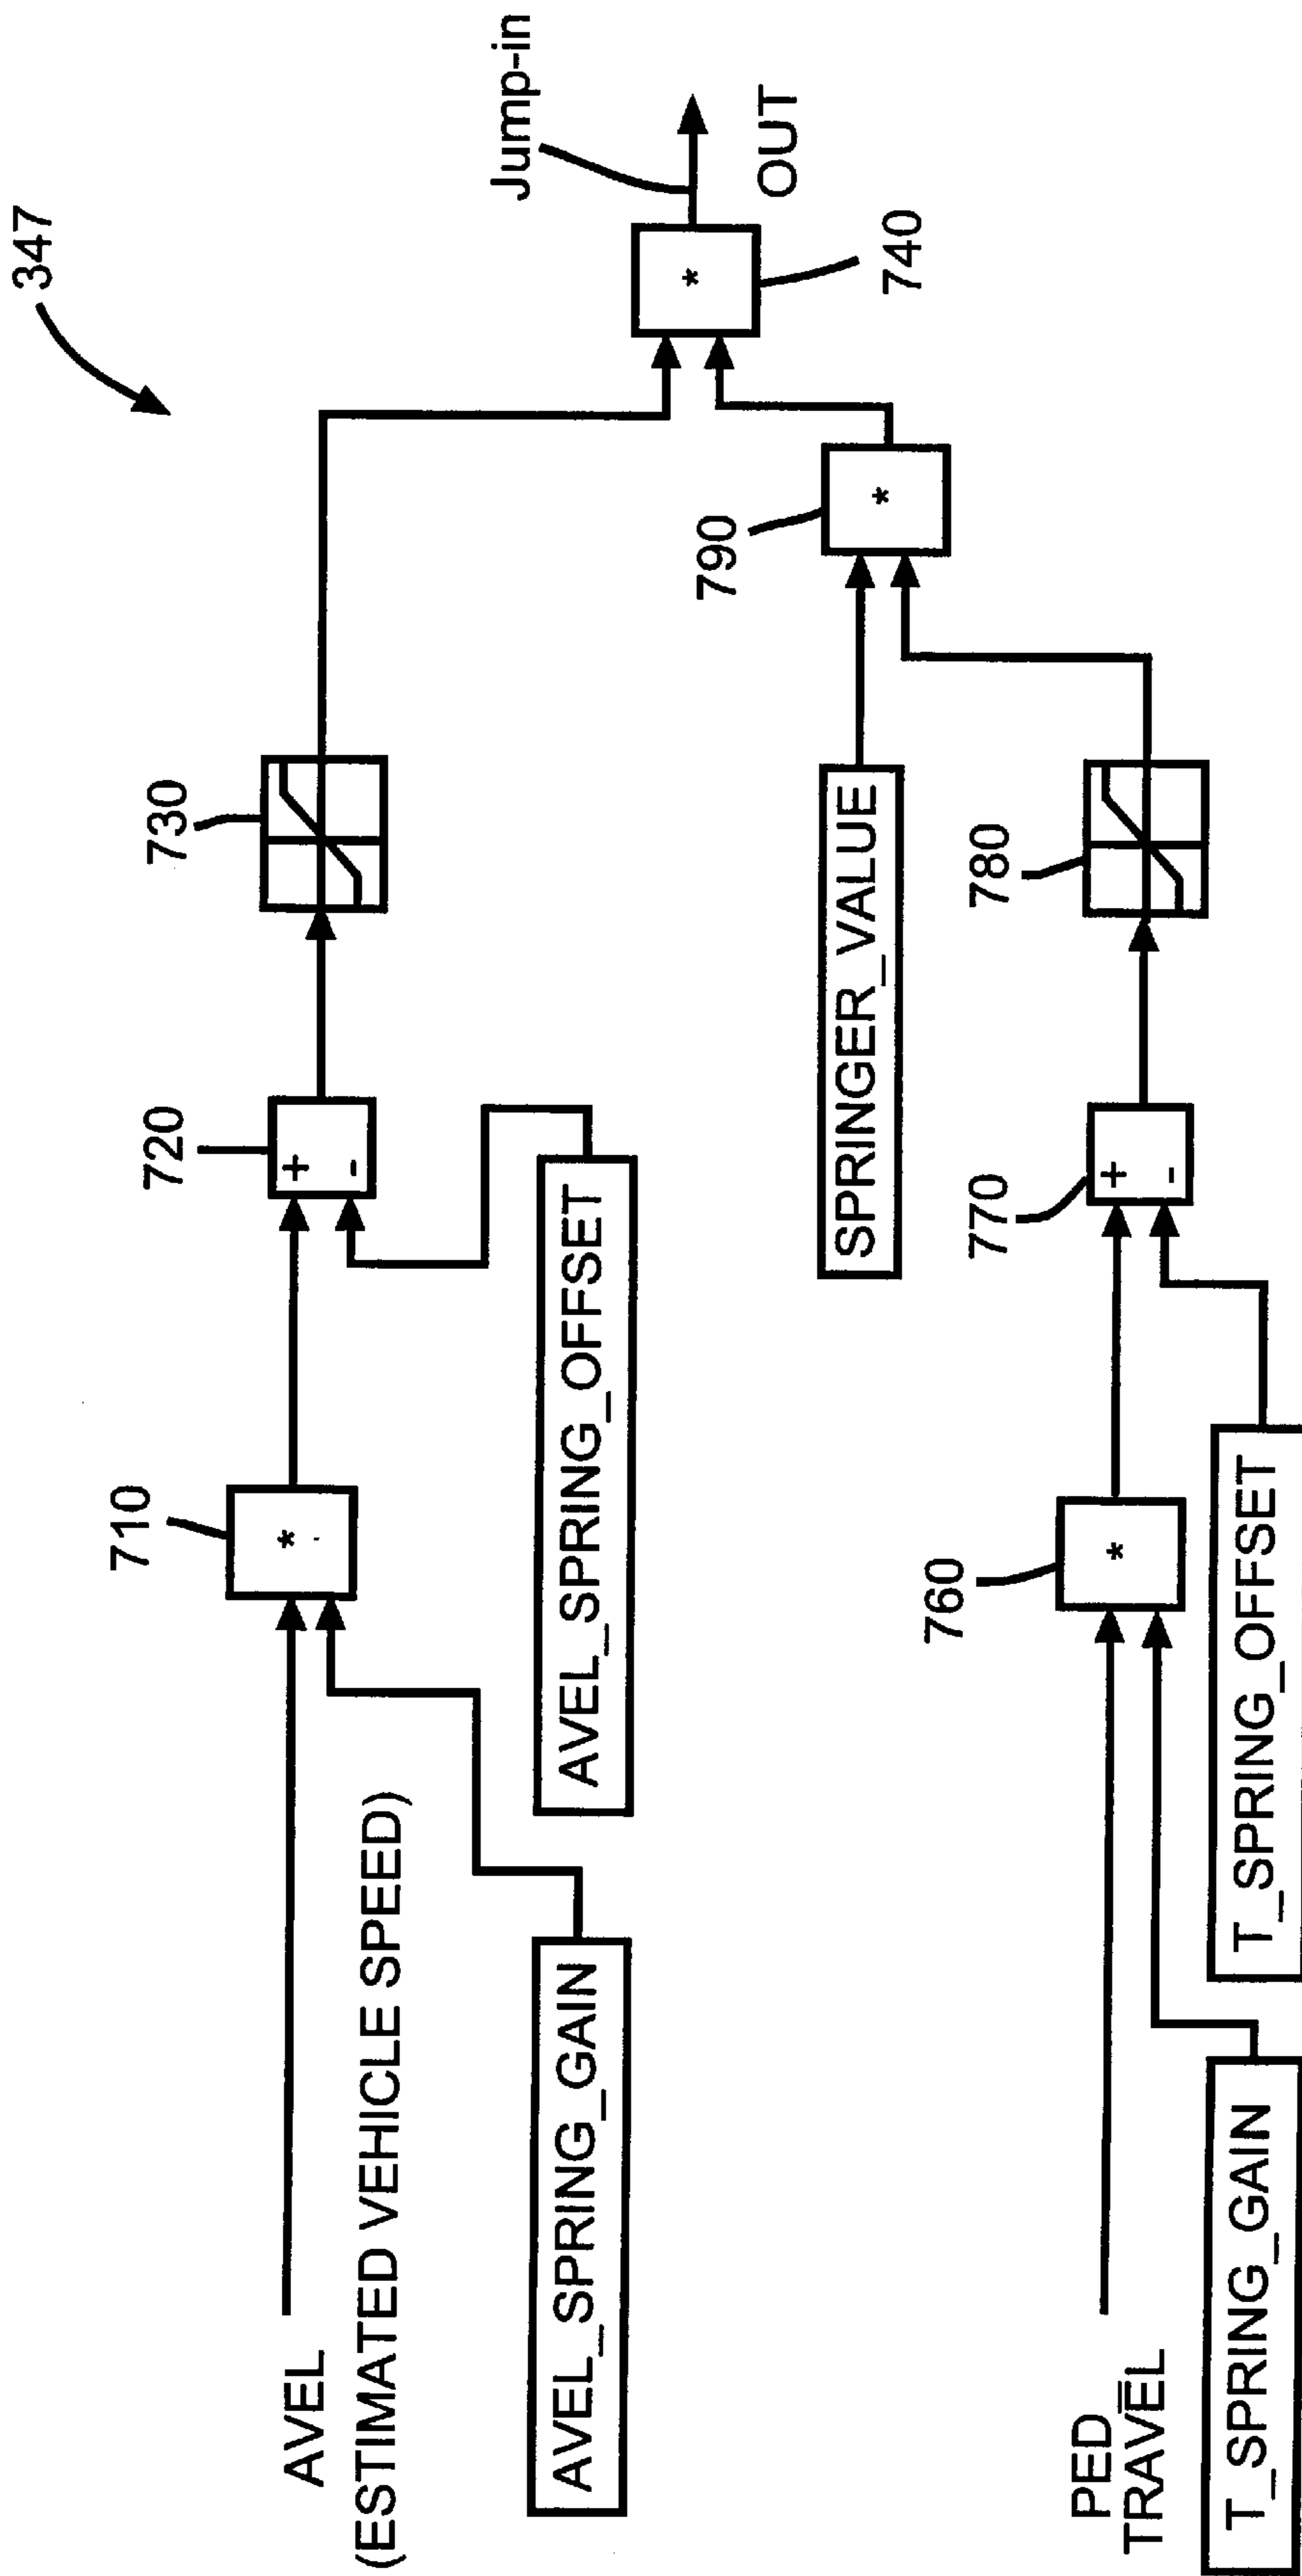 347
Jump-in
OUT
740
730
790
*
*
720
+
-
SPRINGER_VALUE
780
AVEL_SPRING_OFFSET
710
*
770
+
-
760
*
T_SPRING_OFFSET
AVEL
(ESTIMATED VEHICLE SPEED)
AVEL_SPRING_GAIN
PED_
TRAVEL
T_SPRING_GAIN